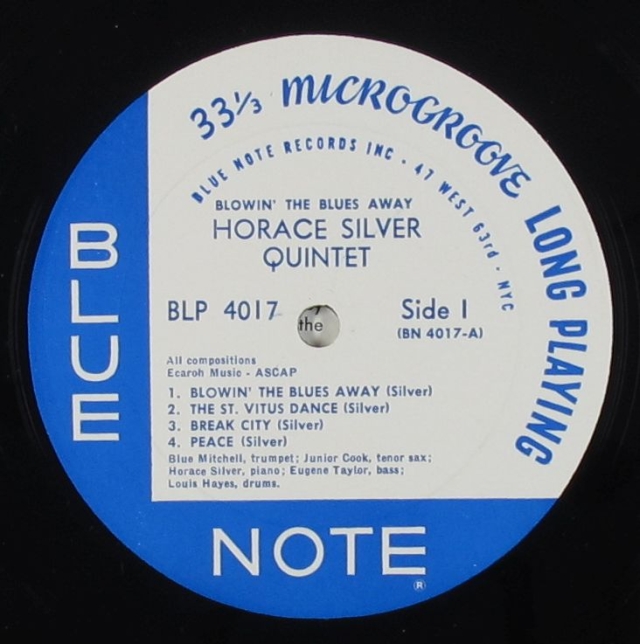 33⅓ MICROGROOVE LONG PLAYING
BLUE NOTE RECORDS INC · 47 WEST 63rd · NYC
BLOWIN' THE BLUES AWAY
HORACE SILVER
QUINTET
BLP 4017
the
Side 1
(BN 4017-A)
All compositions
Ecaroh Music - ASCAP
1. BLOWIN' THE BLUES AWAY (Silver)
2. THE ST. VITUS DANCE (Silver)
3. BREAK CITY (Silver)
4. PEACE (Silver)
Blue Mitchell, trumpet; Junior Cook, tenor sax;
Horace Silver, piano; Eugene Taylor, bass;
Louis Hayes, drums.
BLUE
NOTE
®